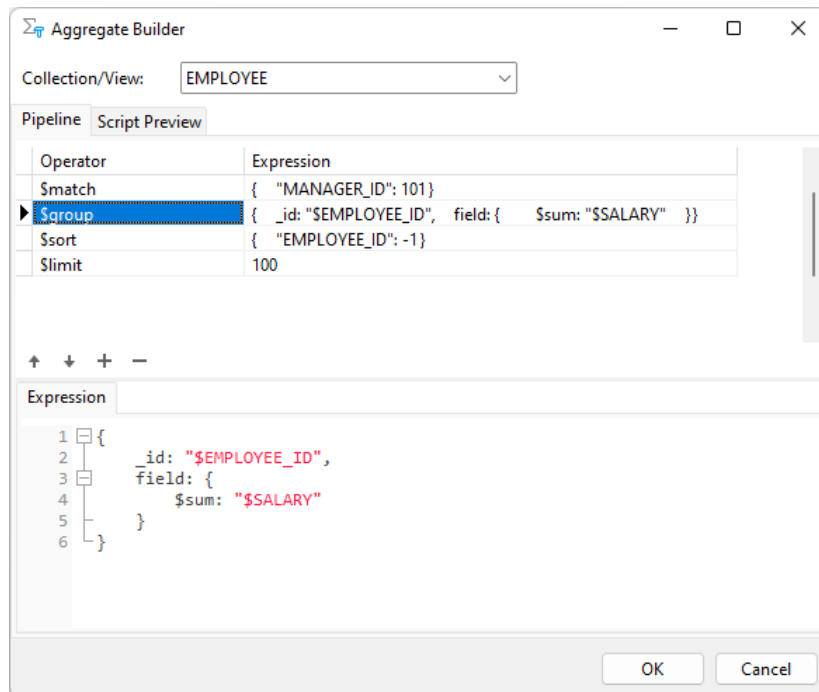 Aggregate Builder
Collection/View: EMPLOYEE
Pipeline Script Preview
Operator Expression
$match { "MANAGER_ID": 101}
$group { _id: "$EMPLOYEE_ID", field: { $sum: "$SALARY" }}
$sort { "EMPLOYEE_ID": -1}
$limit 100
Expression
1 {
2 _id: "$EMPLOYEE_ID",
3 field: {
4 $sum: "$SALARY"
5 }
6 }
OK Cancel